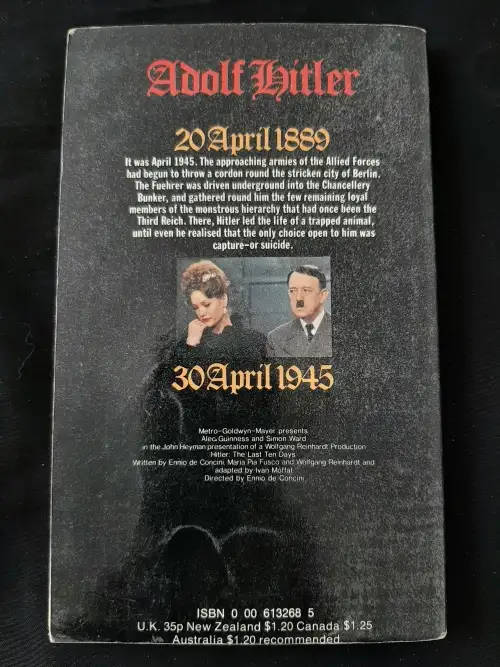 Adolf Hitler
20 April 1889
It was April 1945. The approaching armies of the Allied Forces
had begun to throw a cordon round the stricken city of Berlin.
The Fuehrer was driven underground into the Chancellery
Bunker, and gathered round him the few remaining loyal
members of the monstrous hierarchy that had once been the
Third Reich. There, Hitler led the life of a trapped animal,
until even he realised that the only choice open to him was
capture–or suicide.
30 April 1945
Metro-Goldwyn-Mayer presents
Alec Guinness and Simon Ward
in the John Heyman presentation of a Wolfgang Reinhardt Production
Hitler: The Last Ten Days
Written by Ennio de Concini, Maria Pia Fusco and Wolfgang Reinhardt and
adapted by Ivan Moffat
Directed by Ennio de Concini
ISBN 0 00 613268 5
U.K. 35p New Zealand $1.20 Canada $1.25
Australia $1.20 recommended